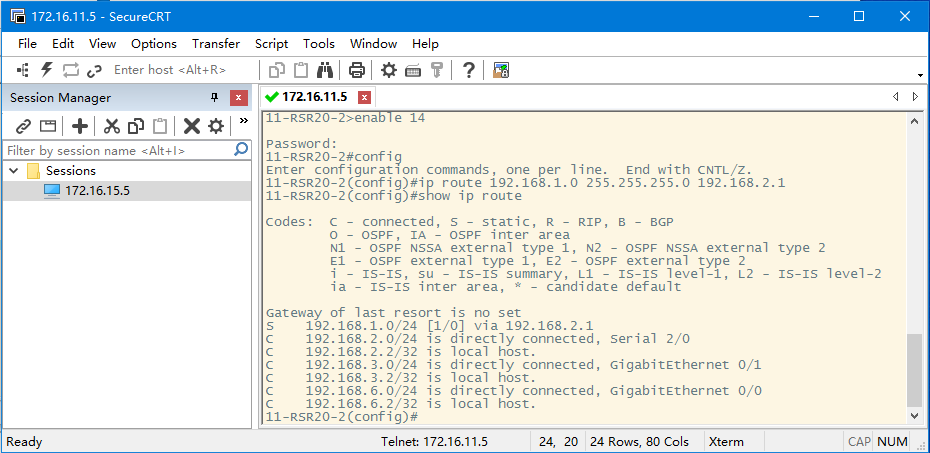 172.16.11.5 - SecureCRT
File Edit View Options Transfer Script Tools Window Help
Enter host <Alt+R>
Session Manager
172.16.11.5
Filter by session name <Alt+I>
Sessions
172.16.15.5
11-RSR20-2>enable 14
Password:
11-RSR20-2#config
Enter configuration commands, one per line.  End with CNTL/Z.
11-RSR20-2(config)#ip route 192.168.1.0 255.255.255.0 192.168.2.1
11-RSR20-2(config)#show ip route
Codes:  C - connected, S - static, R - RIP, B - BGP
O - OSPF, IA - OSPF inter area
N1 - OSPF NSSA external type 1, N2 - OSPF NSSA external type 2
E1 - OSPF external type 1, E2 - OSPF external type 2
i - IS-IS, su - IS-IS summary, L1 - IS-IS level-1, L2 - IS-IS level-2
ia - IS-IS inter area, * - candidate default
Gateway of last resort is no set
S    192.168.1.0/24 [1/0] via 192.168.2.1
C    192.168.2.0/24 is directly connected, Serial 2/0
C    192.168.2.2/32 is local host.
C    192.168.3.0/24 is directly connected, GigabitEthernet 0/1
C    192.168.3.2/32 is local host.
C    192.168.6.0/24 is directly connected, GigabitEthernet 0/0
C    192.168.6.2/32 is local host.
11-RSR20-2(config)#
Ready Telnet: 172.16.11.5 24, 20 24 Rows, 80 Cols Xterm CAP NUM